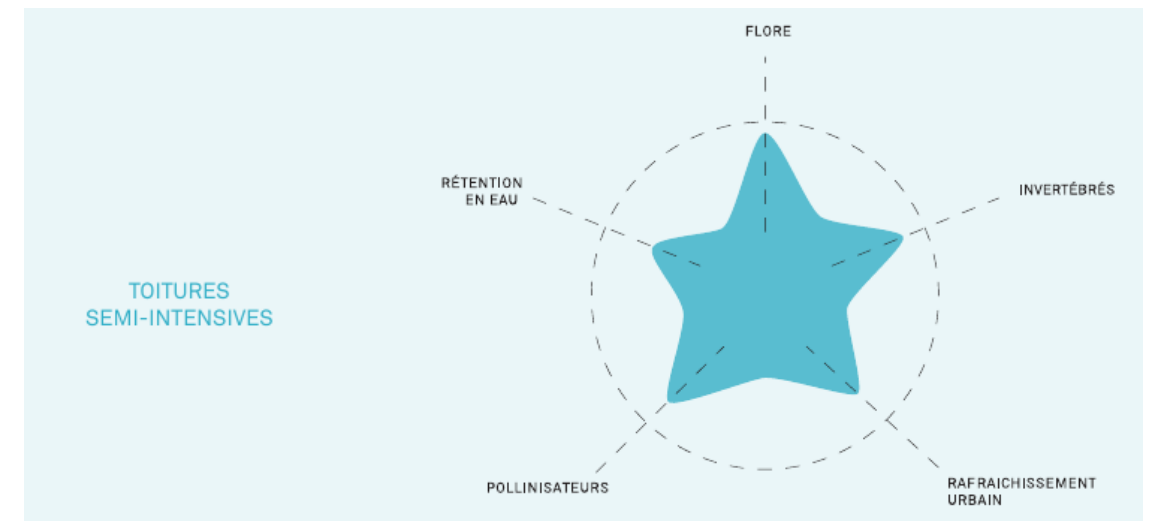 FLORE
RÉTENTION
EN EAU
INVERTÉBRÉS
TOITURES
SEMI-INTENSIVES
POLLINISATEURS
RAFRAICHISSEMENT
URBAIN